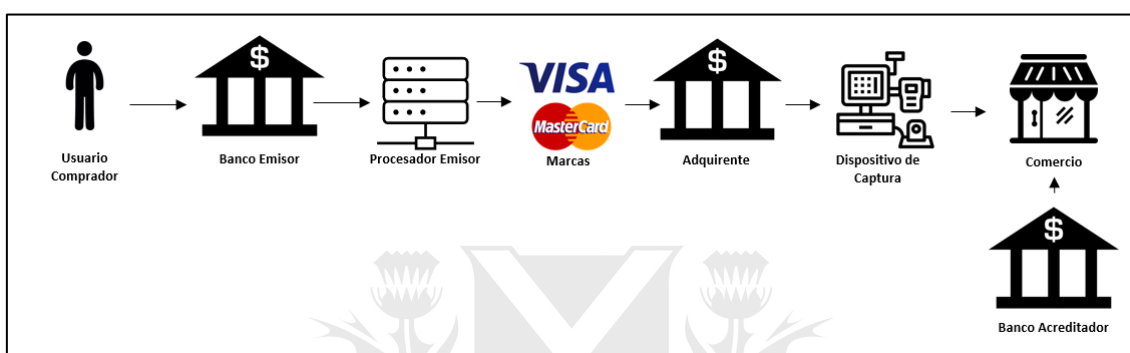 $
$
VISA
MasterCard
Usuario
Comprador
Banco Emisor
Procesador Emisor
Marcas
Adquirente
Dispositivo de
Captura
Comercio
$
Banco Acreditador